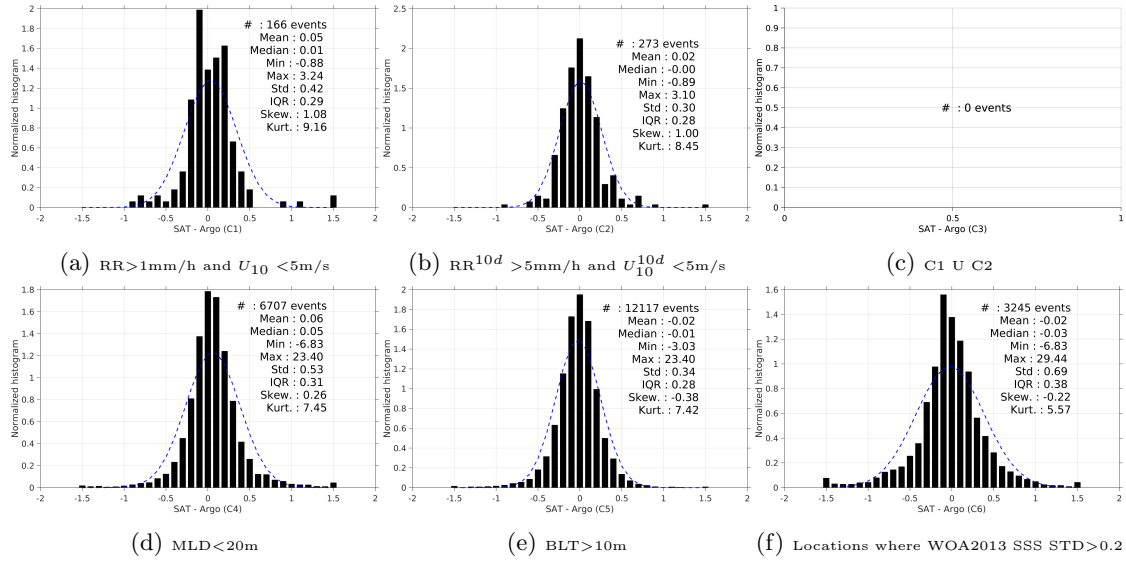 Normalized histogram
2
1.8
1.6
1.4
1.2
1
0.8
0.6
0.4
0.2
0
-2
-1.5
-1
-0.5
0
0.5
1
1.5
2
SAT - Argo (C1)
# : 166 events
Mean : 0.05
Median : 0.01
Min : -0.88
Max : 3.24
Std : 0.42
IQR : 0.29
Skew. : 1.08
Kurt. : 9.16
(a) RR>1mm/h and U10 <5m/s
Normalized histogram
2.5
2
1.5
1
0.5
0
-2
-1.5
-1
-0.5
0
0.5
1
1.5
2
SAT - Argo (C2)
# : 273 events
Mean : 0.02
Median : -0.00
Min : -0.89
Max : 3.10
Std : 0.30
IQR : 0.28
Skew. : 1.00
Kurt. : 8.45
(b) RR10d >5mm/h and U10 10d <5m/s
Normalized histogram
1
0.9
0.8
0.7
0.6
0.5
0.4
0.3
0.2
0.1
0
0
0.5
1
SAT - Argo (C3)
# : 0 events
(c) C1 U C2
Normalized histogram
1.8
1.6
1.4
1.2
1
0.8
0.6
0.4
0.2
0
-2
-1.5
-1
-0.5
0
0.5
1
1.5
2
SAT - Argo (C4)
# : 6707 events
Mean : 0.06
Median : 0.05
Min : -6.83
Max : 23.40
Std : 0.53
IQR : 0.31
Skew. : 0.26
Kurt. : 7.45
(d) MLD<20m
Normalized histogram
2
1.8
1.6
1.4
1.2
1
0.8
0.6
0.4
0.2
0
-2
-1.5
-1
-0.5
0
0.5
1
1.5
2
SAT - Argo (C5)
# : 12117 events
Mean : -0.02
Median : -0.01
Min : -3.03
Max : 23.40
Std : 0.34
IQR : 0.28
Skew. : -0.38
Kurt. : 7.42
(e) BLT>10m
Normalized histogram
1.6
1.4
1.2
1
0.8
0.6
0.4
0.2
0
-2
-1.5
-1
-0.5
0
0.5
1
1.5
2
SAT - Argo (C6)
# : 3245 events
Mean : -0.02
Median : -0.03
Min : -6.83
Max : 29.44
Std : 0.69
IQR : 0.38
Skew. : -0.22
Kurt. : 5.57
(f) Locations where WOA2013 SSS STD>0.2